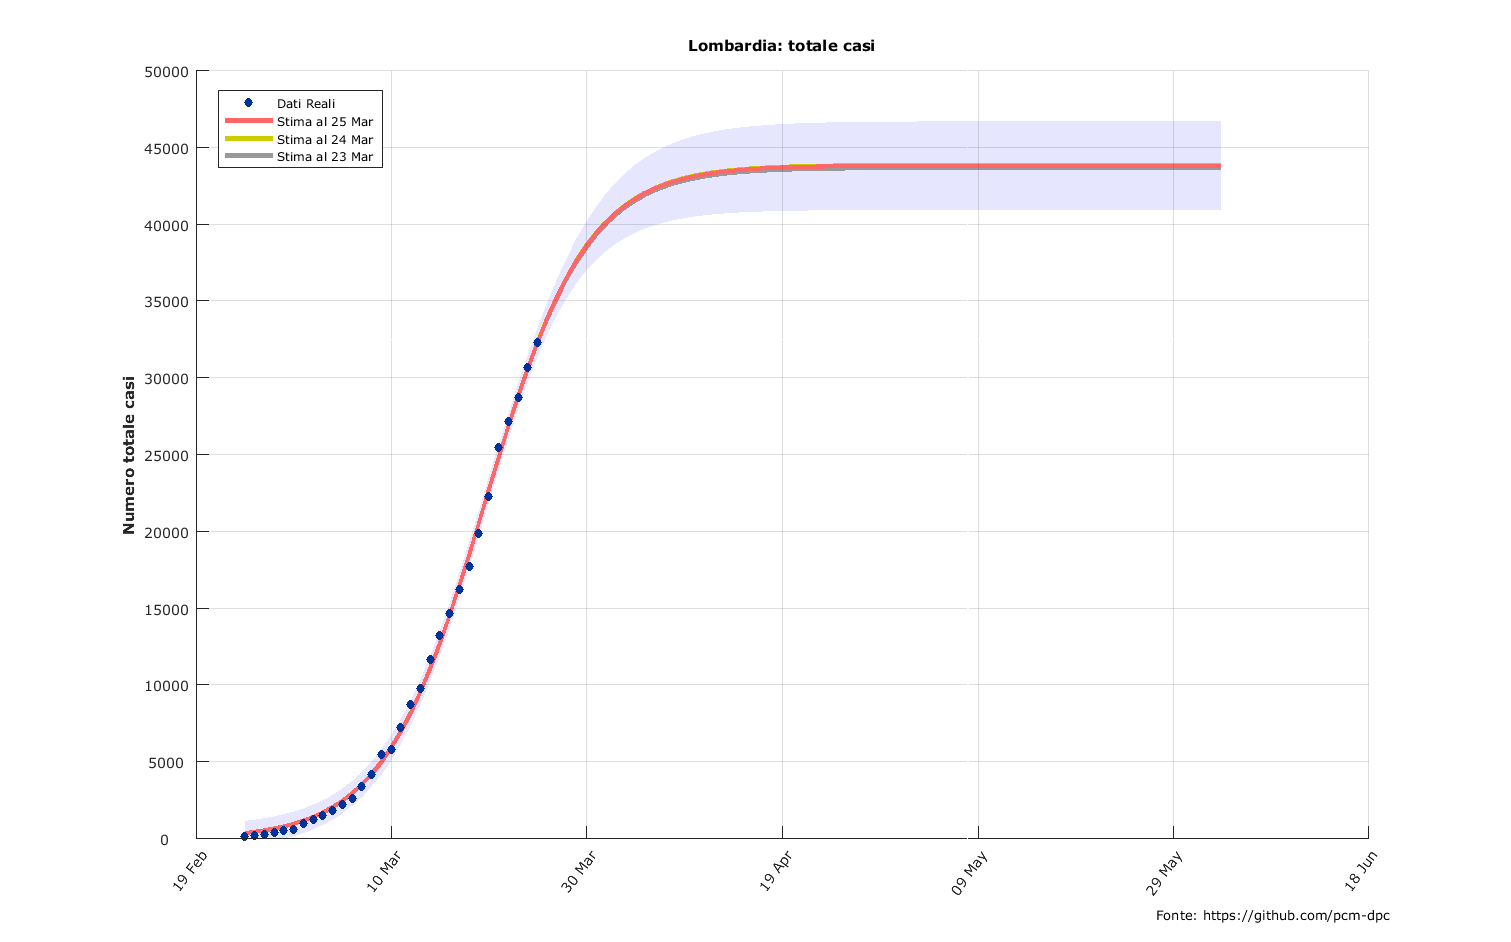 Lombardia: totale casi
50000
45000
40000
35000
30000
25000
20000
15000
10000
5000
0
Numero totale casi
Dati Reali
Stima al 25 Mar
Stima al 24 Mar
Stima al 23 Mar
19 Feb
10 Mar
30 Mar
19 Apr
09 May
29 May
18 Jun
Fonte: https://github.com/pcm-dpc